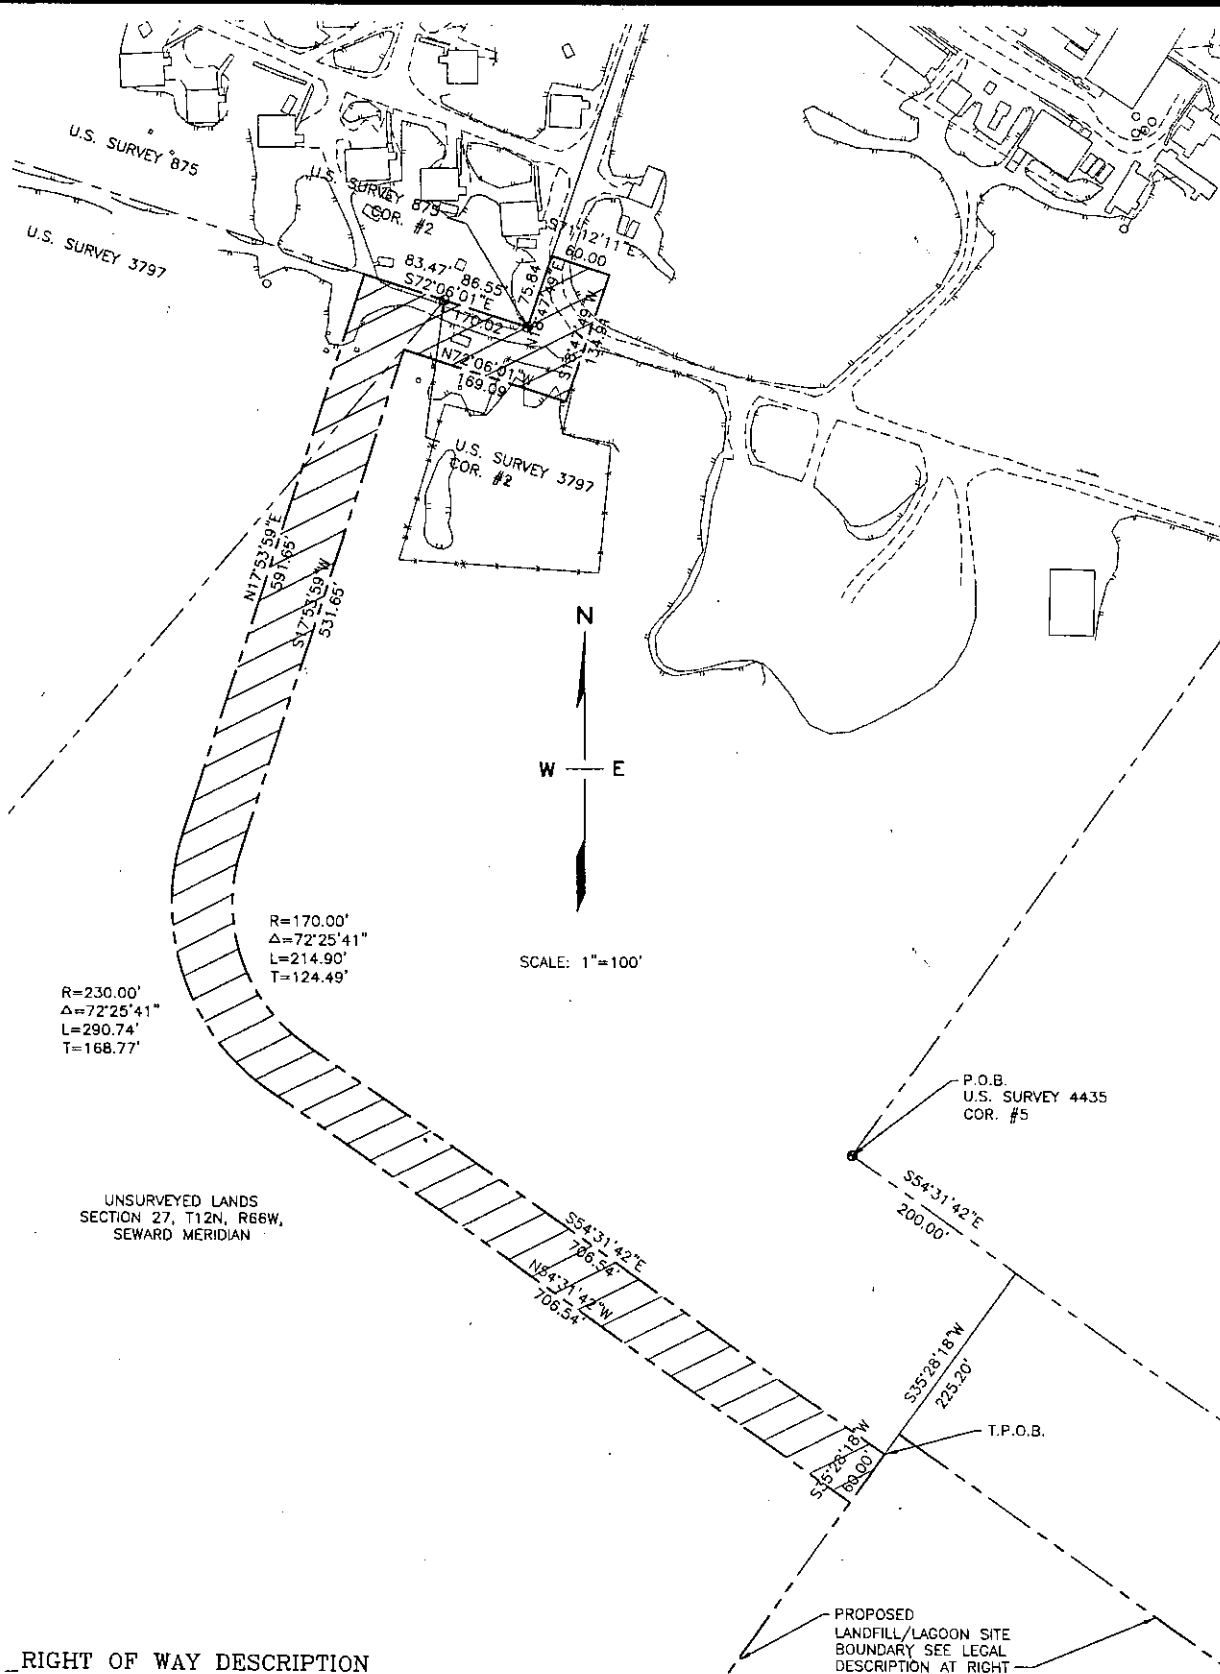 U.S. SURVEY 875
U.S. SURVEY 3797
U.S. SURVEY 875
COR. #2
S71°12'11"E
60.00
83.47'
86.55'
S72°06'01"E
170.02
75.84
N18°47'49"E
S18°47'49"W
N72°06'01"W
169.09
U.S. SURVEY 3797
COR. #2
N17°53'59"E
591.65'
S17°53'59"W
531.65'
N
W
E
SCALE: 1"=100'
R=170.00'
Δ=72°25'41"
L=214.90'
T=124.49'
R=230.00'
Δ=72°25'41"
L=290.74'
T=168.77'
P.O.B.
U.S. SURVEY 4435
COR. #5
S54°31'42"E
200.00'
UNSURVEYED LANDS
SECTION 27, T12N, R66W,
SEWARD MERIDIAN
S54°31'42"E
706.54'
N54°31'42"W
706.54'
S35°28'18"W
225.20'
T.P.O.B.
S35°28'18"W
60.00'
PROPOSED
LANDFILL/LAGOON SITE
BOUNDARY SEE LEGAL
DESCRIPTION AT RIGHT
RIGHT OF WAY DESCRIPTION